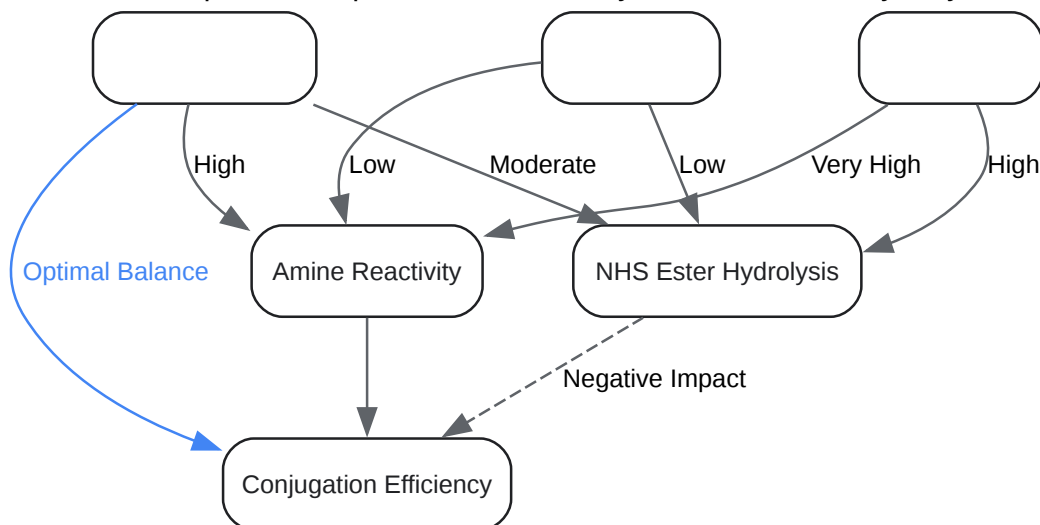 High
Low
Moderate
Low
Very High
High
Optimal Balance
Amine Reactivity
NHS Ester Hydrolysis
Negative Impact
Conjugation Efficiency